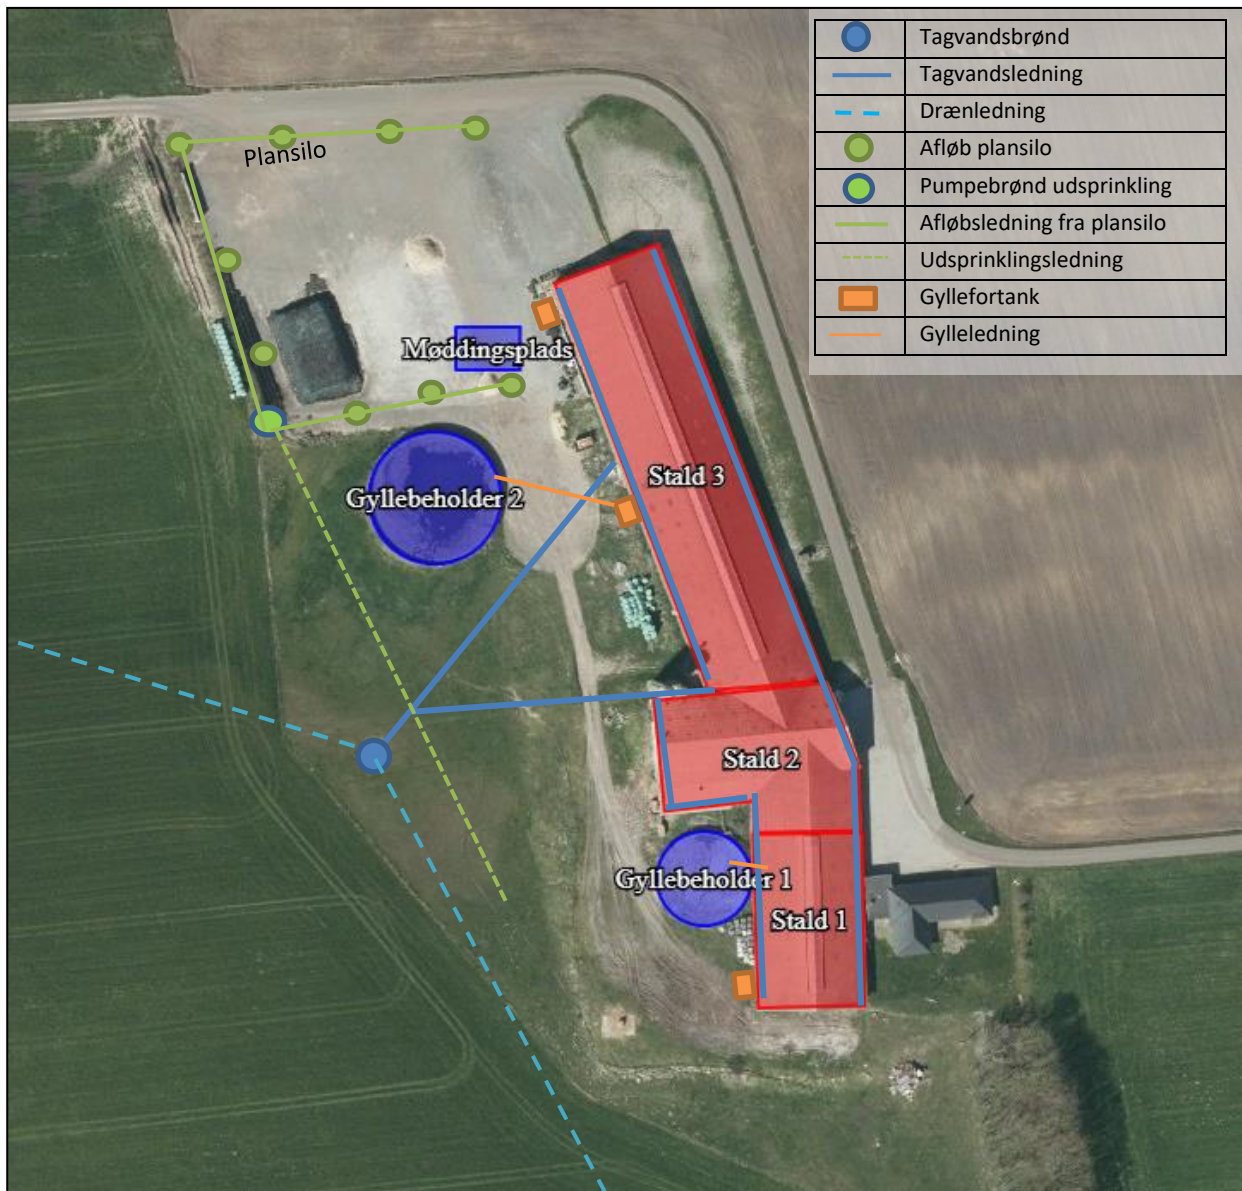 Tagvandsbrønd
Tagvandsledning
Drænledning
Afløb plansilo
Pumpebrønd udsprinkling
Afløbsledning fra plansilo
Udsprinklingsledning
Gyllefortank
Gylleledning
Plansilo
Møddingsplads
Stald 3
Gyllebeholder 2
Stald 2
Gyllebeholder 1
Stald 1